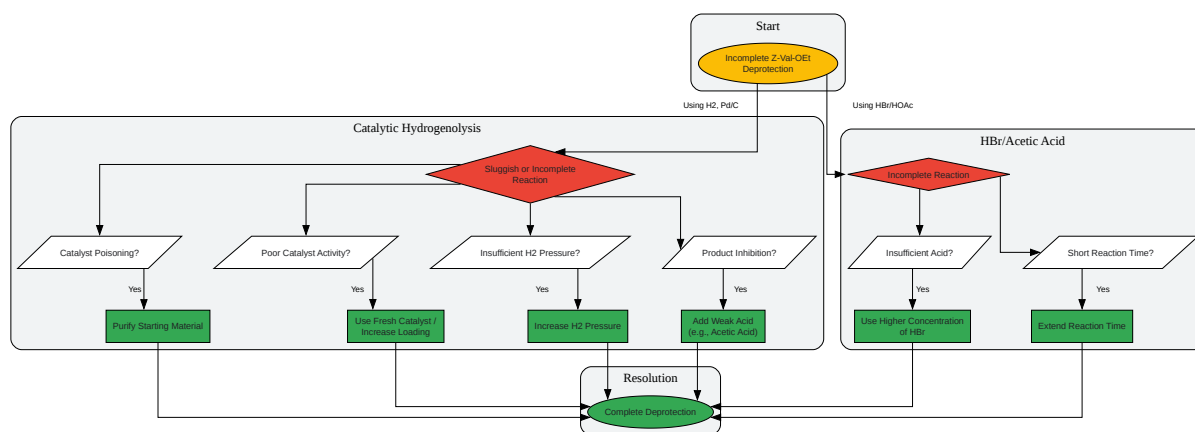 Start
Incomplete Z-Val-OEt
Deprotection
Using H2, Pd/C
Using HBr/HOAc
Catalytic Hydrogenolysis
HBr/Acetic Acid
Sluggish or Incomplete
Reaction
Incomplete Reaction
Catalyst Poisoning?
Poor Catalyst Activity?
Insufficient H2 Pressure?
Product Inhibition?
Insufficient Acid?
Short Reaction Time?
Yes
Yes
Yes
Yes
Yes
Yes
Purify Starting Material
Use Fresh Catalyst /
Increase Loading
Increase H2 Pressure
Add Weak Acid
(e.g., Acetic Acid)
Use Higher Concentration
of HBr
Extend Reaction Time
Resolution
Complete Deprotection